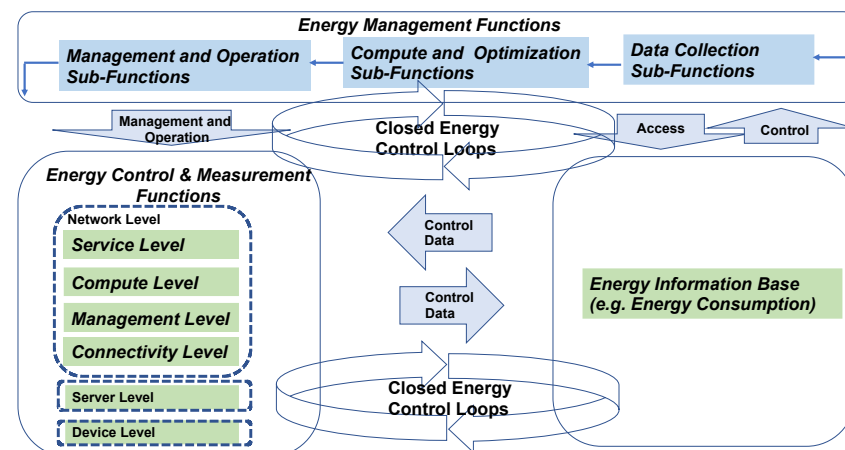 Energy Management Functions
Management and Operation
Sub-Functions
Compute and Optimization
Sub-Functions
Data Collection
Sub-Functions
Management and
Operation
Closed Energy
Control Loops
Access
Control
Energy Control & Measurement
Functions
Network Level
Service Level
Compute Level
Management Level
Connectivity Level
Server Level
Device Level
Control
Data
Control
Data
Energy Information Base
(e.g. Energy Consumption)
Closed Energy
Control Loops